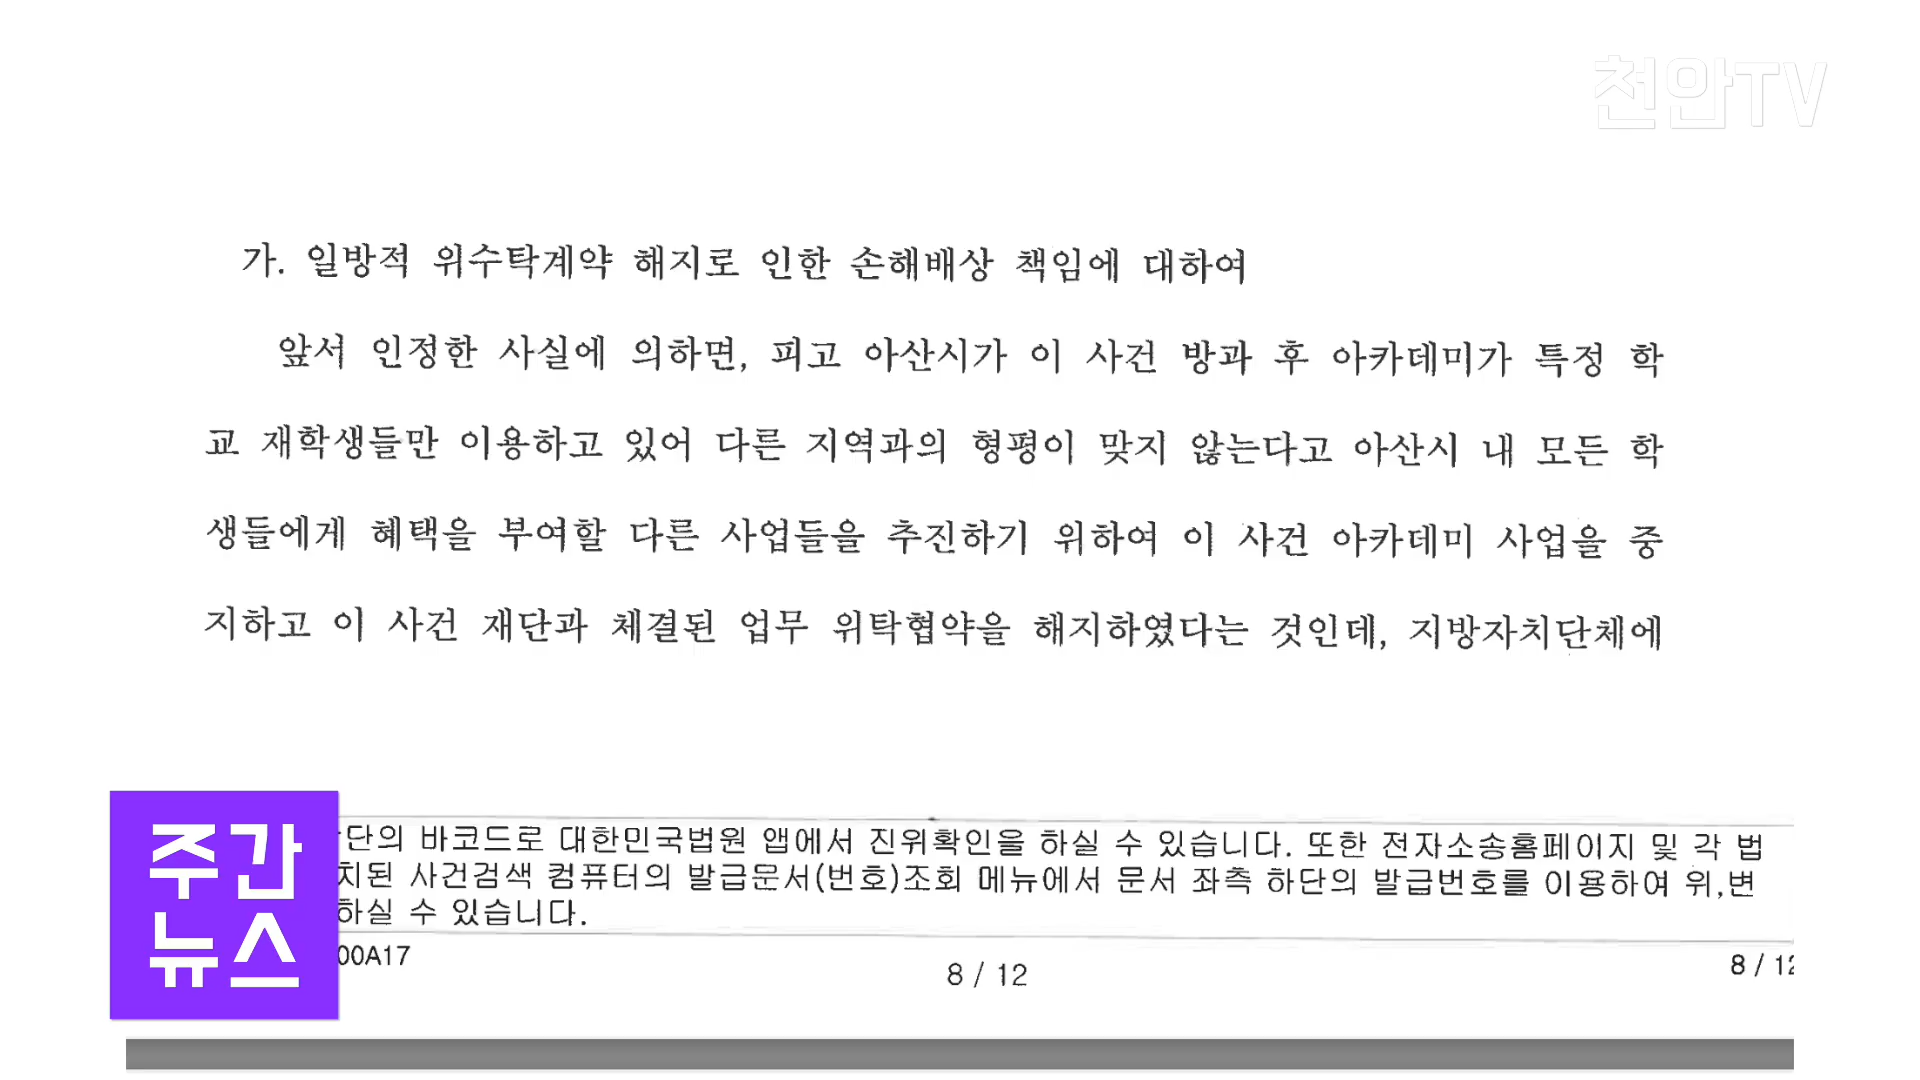 천안TV
가. 일방적 위수탁계약 해지로 인한 손해배상 책임에 대하여
앞서 인정한 사실에 의하면, 피고 아산시가 이 사건 방과 후 아카데미가 특정 학
교 재학생들만 이용하고 있어 다른 지역과의 형평이 맞지 않는다고 아산시 내 모든 학
생들에게 혜택을 부여할 다른 사업들을 추진하기 위하여 이 사건 아카데미 사업을 중
지하고 이 사건 재단과 체결된 업무 위탁협약을 해지하였다는 것인데, 지방자치단체에
단의 바코드로 대한민국법원 앱에서 진위확인을 하실 수 있습니다. 또한 전자소송홈페이지 및 각 법
치된 사건검색 컴퓨터의 발급문서(번호)조회 메뉴에서 문서 좌측 하단의 발급번호를 이용하여 위,변
하실 수 있습니다.
00A17
8 / 12
8 / 12
주간
뉴스